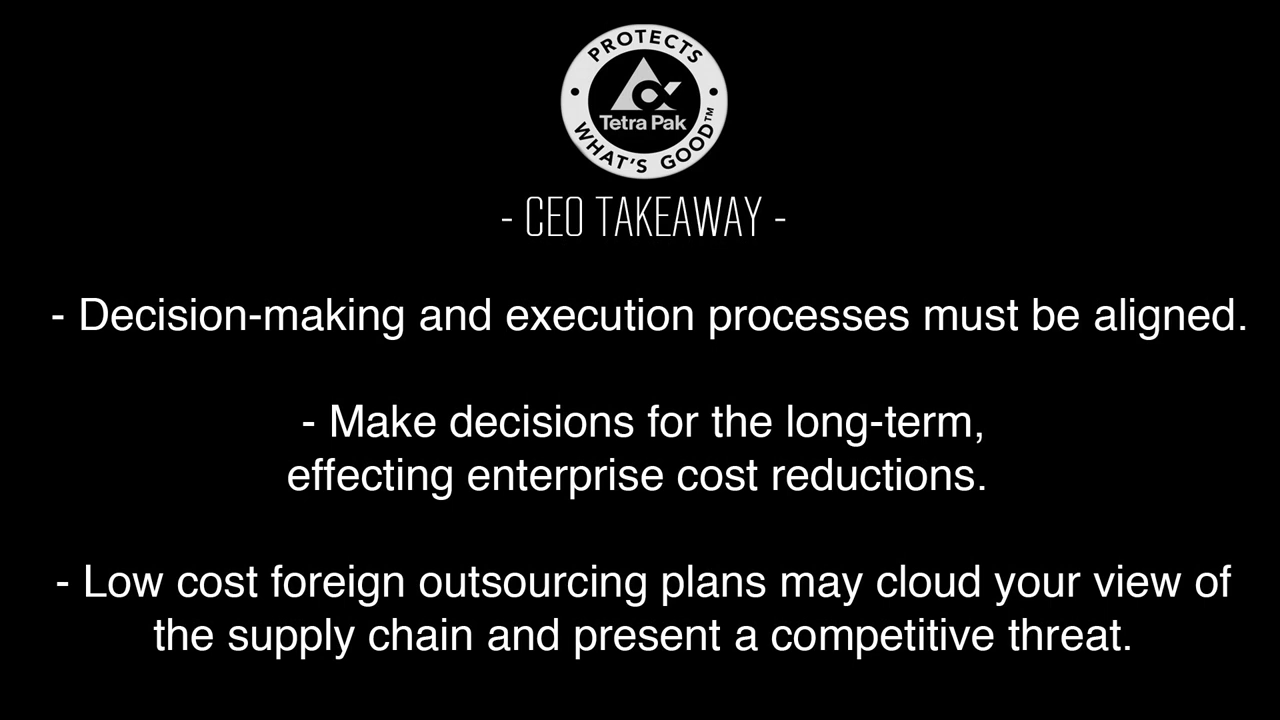 PROTECTS
Tetra Pak
WHAT'S GOOD™
- CEO TAKEAWAY -
- Decision-making and execution processes must be aligned.
- Make decisions for the long-term,
effecting enterprise cost reductions.
- Low cost foreign outsourcing plans may cloud your view of
the supply chain and present a competitive threat.